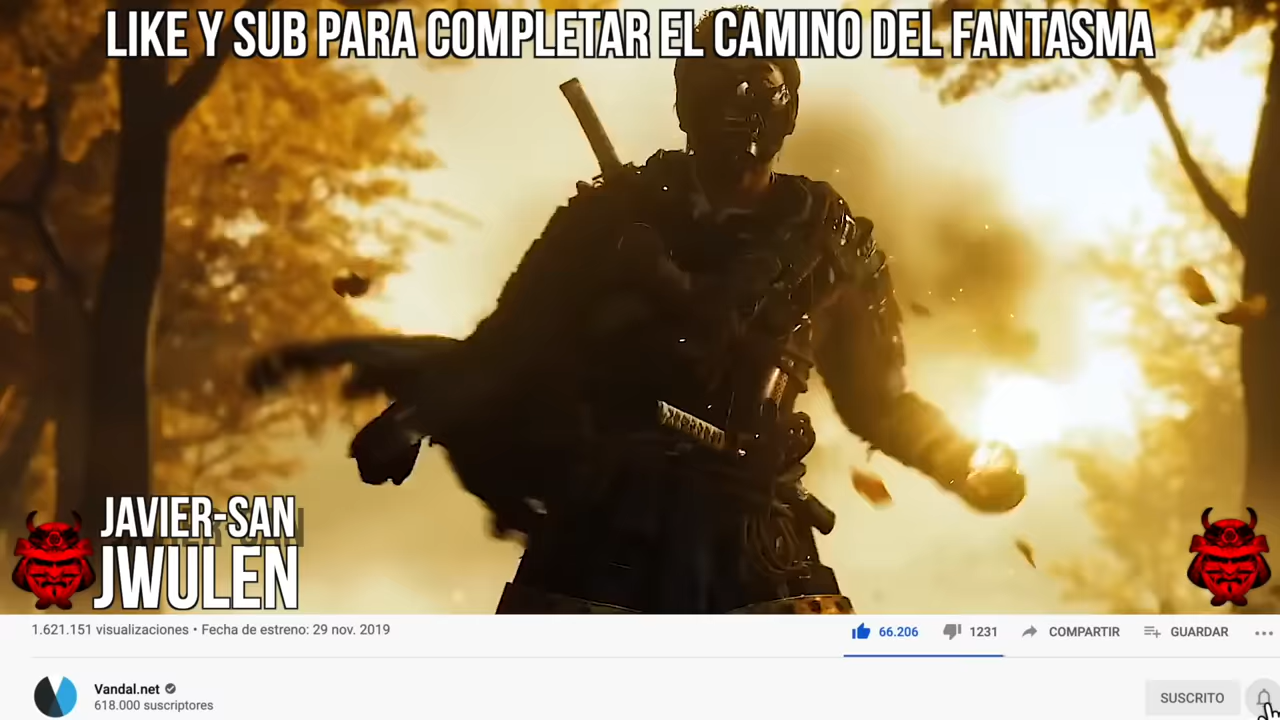 LIKE Y SUB PARA COMPLETAR EL CAMINO DEL FANTASMA
JAVIER-SAN
JWULEN
1.621.151 visualizaciones • Fecha de estreno: 29 nov. 2019
66.206
1231
COMPARTIR
GUARDAR
Vandal.net
618.000 suscriptores
SUSCRITO